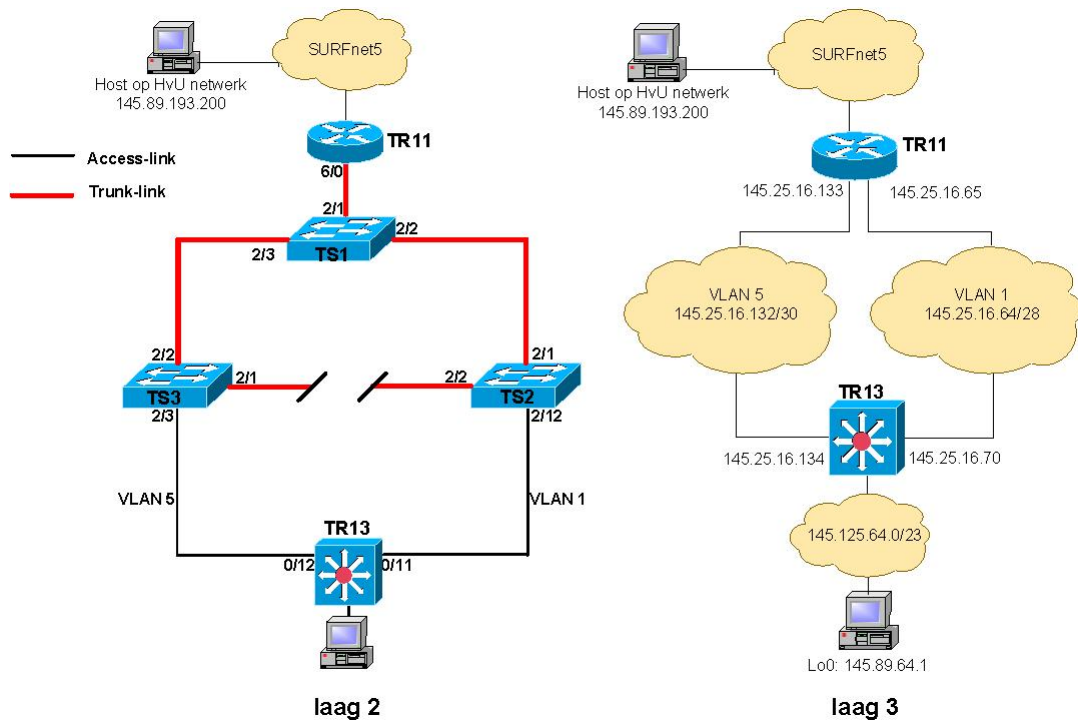 SURFnet5
Host op HvU netwerk
145.89.193.200
TR11
Access-link
Trunk-link
6/0
2/1
2/2
2/3
TS1
2/2
2/1
2/1
2/2
TS3
TS2
2/3
2/12
VLAN 5
VLAN 1
TR13
0/12
0/11
laag 2
SURFnet5
Host op HvU netwerk
145.89.193.200
TR11
145.25.16.133
145.25.16.65
VLAN 5
145.25.16.132/30
VLAN 1
145.25.16.64/28
TR13
145.25.16.134
145.25.16.70
145.125.64.0/23
Lo0: 145.89.64.1
laag 3